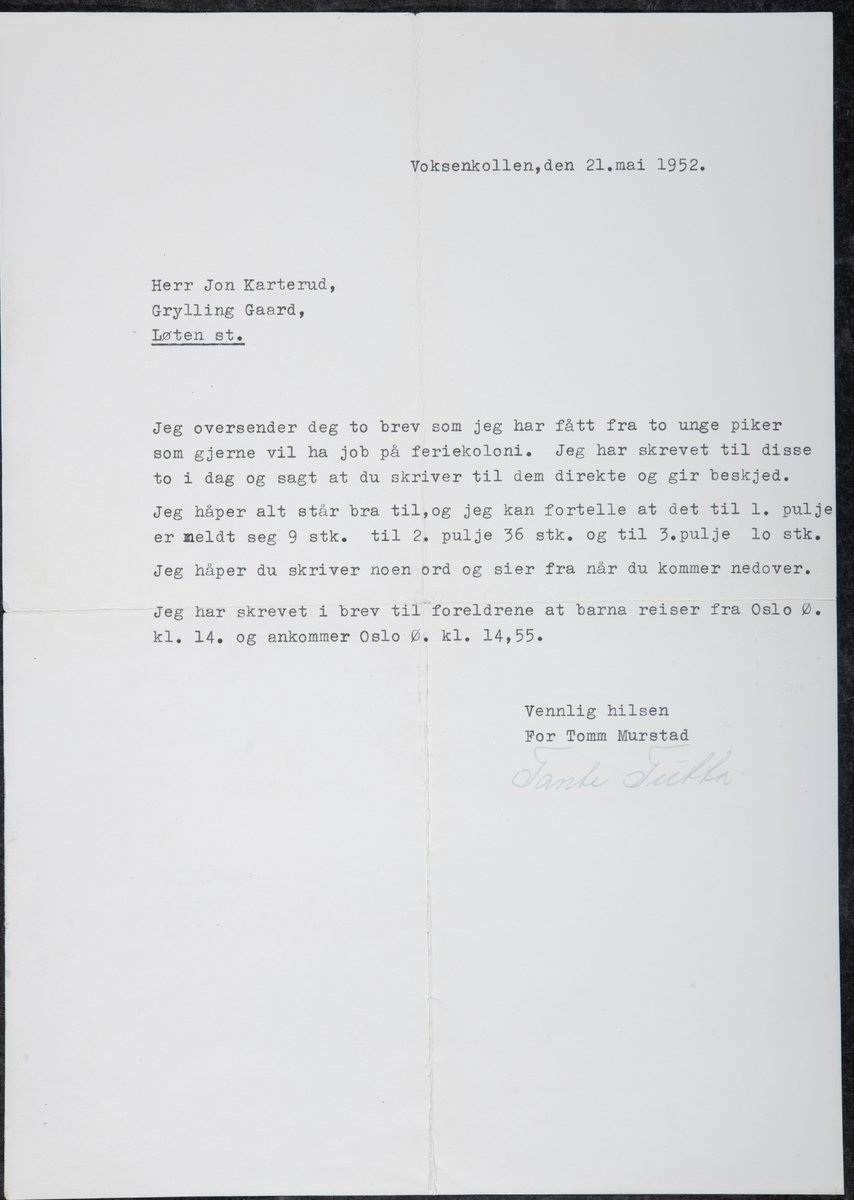 Voksenkollen,den 21.mai 1952.
Herr Jon Karterud,
Grylling Gaard,
Løten st.
Jeg oversender deg to brev som jeg har fått fra to unge piker
som gjerne vil ha job på feriekoloni.  Jeg har skrevet til disse
to i dag og sagt at du skriver til dem direkte og gir beskjed.
Jeg håper alt står bra til,og jeg kan fortelle at det til 1. pulje
er meldt seg 9 stk.  til 2. pulje 36 stk. og til 3.pulje  lo stk.
Jeg håper du skriver noen ord og sier fra når du kommer nedover.
Jeg har skrevet i brev til foreldrene at barna reiser fra Oslo Ø.
kl. 14. og ankommer Oslo Ø. kl. 14,55.
Vennlig hilsen
For Tomm Murstad
Tante Tutta